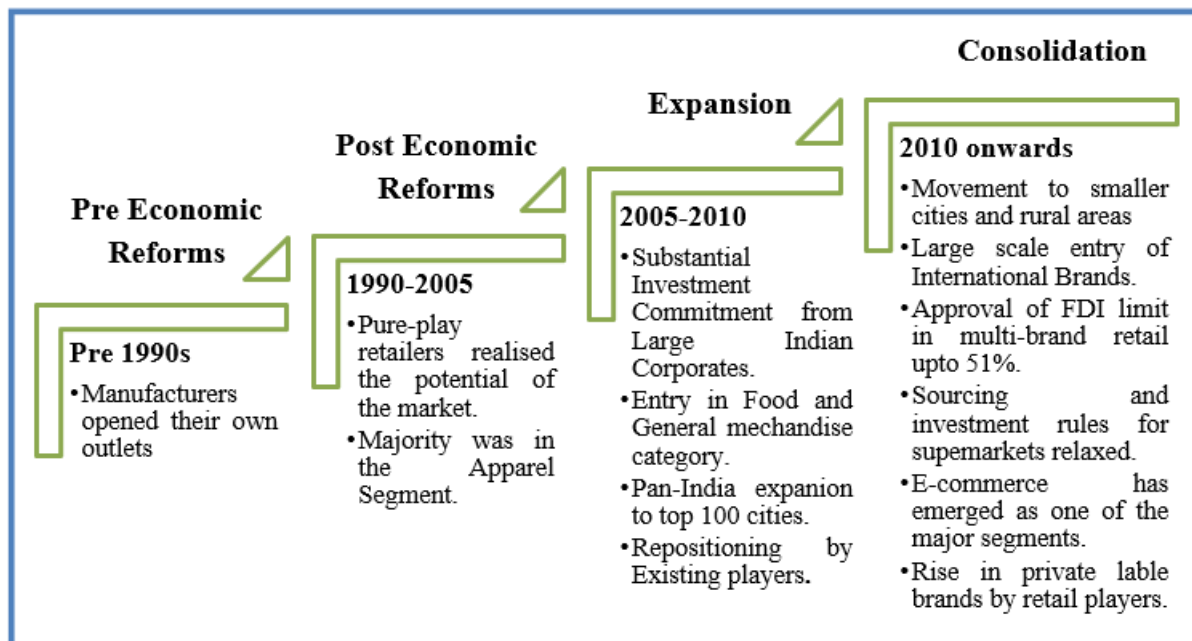 Pre Economic
Reforms
Pre 1990s
•Manufacturers
opened their own
outlets
Post Economic
Reforms
1990-2005
•Pure-play
retailers realised
the potential of
the market.
•Majority was in
the Apparel
Segment.
Expansion
2005-2010
•Substantial
Investment
Commitment from
Large Indian
Corporates.
•Entry in Food and
General mechandise
category.
•Pan-India expanion
to top 100 cities.
•Repositioning by
Existing players.
Consolidation
2010 onwards
•Movement to smaller
cities and rural areas
•Large scale entry of
International Brands.
•Approval of FDI limit
in multi-brand retail
upto 51%.
•Sourcing and
investment rules for
supemarkets relaxed.
•E-commerce has
emerged as one of the
major segments.
•Rise in private lable
brands by retail players.